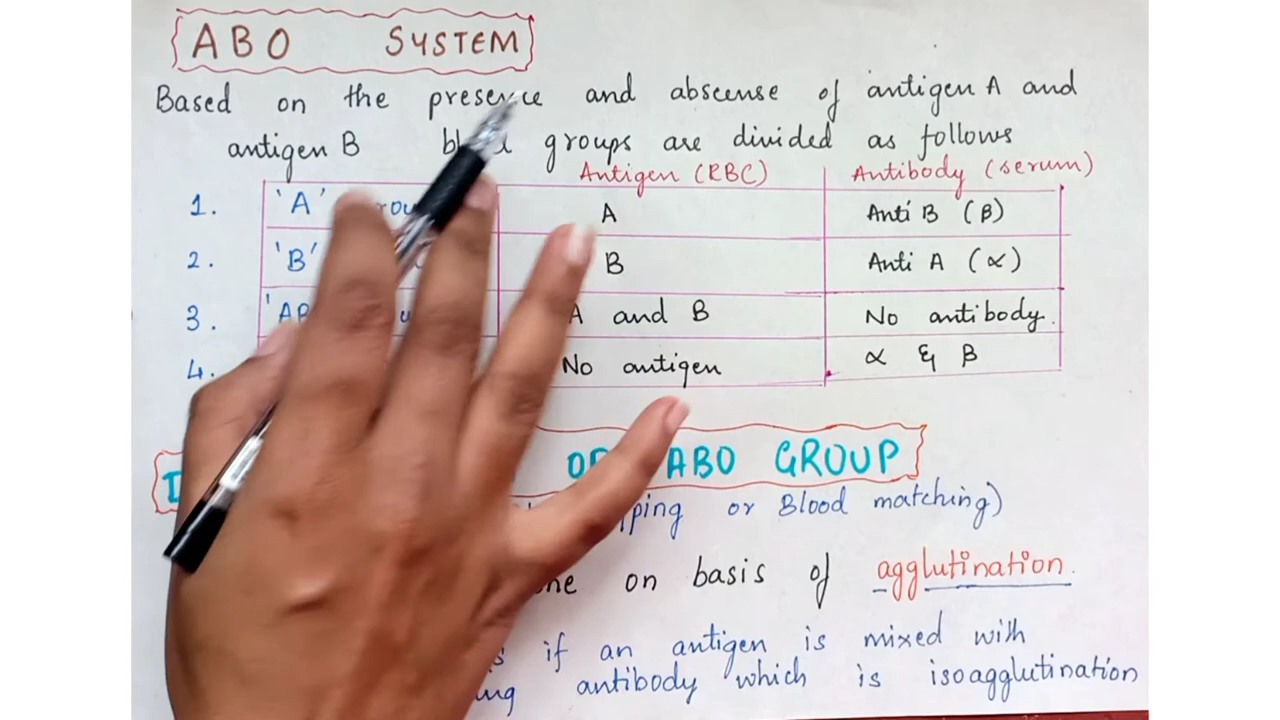 ABO SYSTEM
Based on the presence and abscense of antigen A and
antigen B groups are divided as follows
Antigen (RBC) Antibody (serum)
1. 'A' A Anti B (β)
2. 'B' B Anti A (α)
3. A and B No antibody.
4. No antigen α & β
ABO GROUP
or Blood matching)
on basis of agglutination.
if an antigen is mixed with
antibody which is isoagglutination